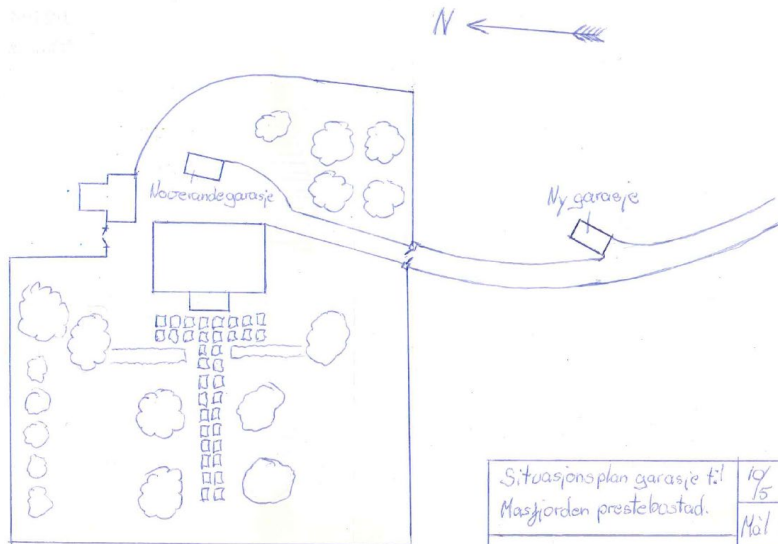 N
Noverande garasje
Ny garasje
Situasjonsplan garasje til
Masfjorden prestebustad.
10/5
Mål